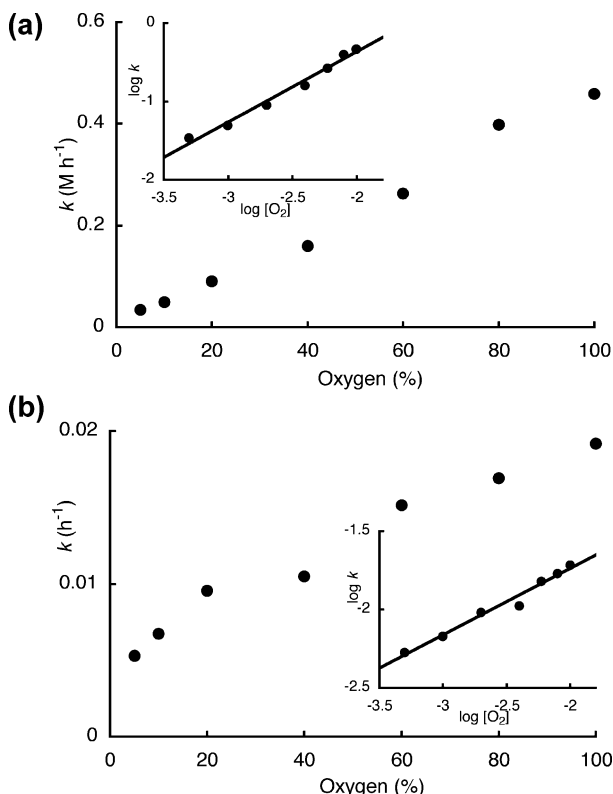 (a)
0.6
0.4
0.2
0
k (M h⁻¹)
0
-1
-2
log k
-3.5 -3 -2.5 -2
log [O₂]
0 20 40 60 80 100
Oxygen (%)
(b)
0.02
0.01
0
k (h⁻¹)
-1.5
-2
-2.5
log k
-3.5 -3 -2.5 -2
log [O₂]
0 20 40 60 80 100
Oxygen (%)